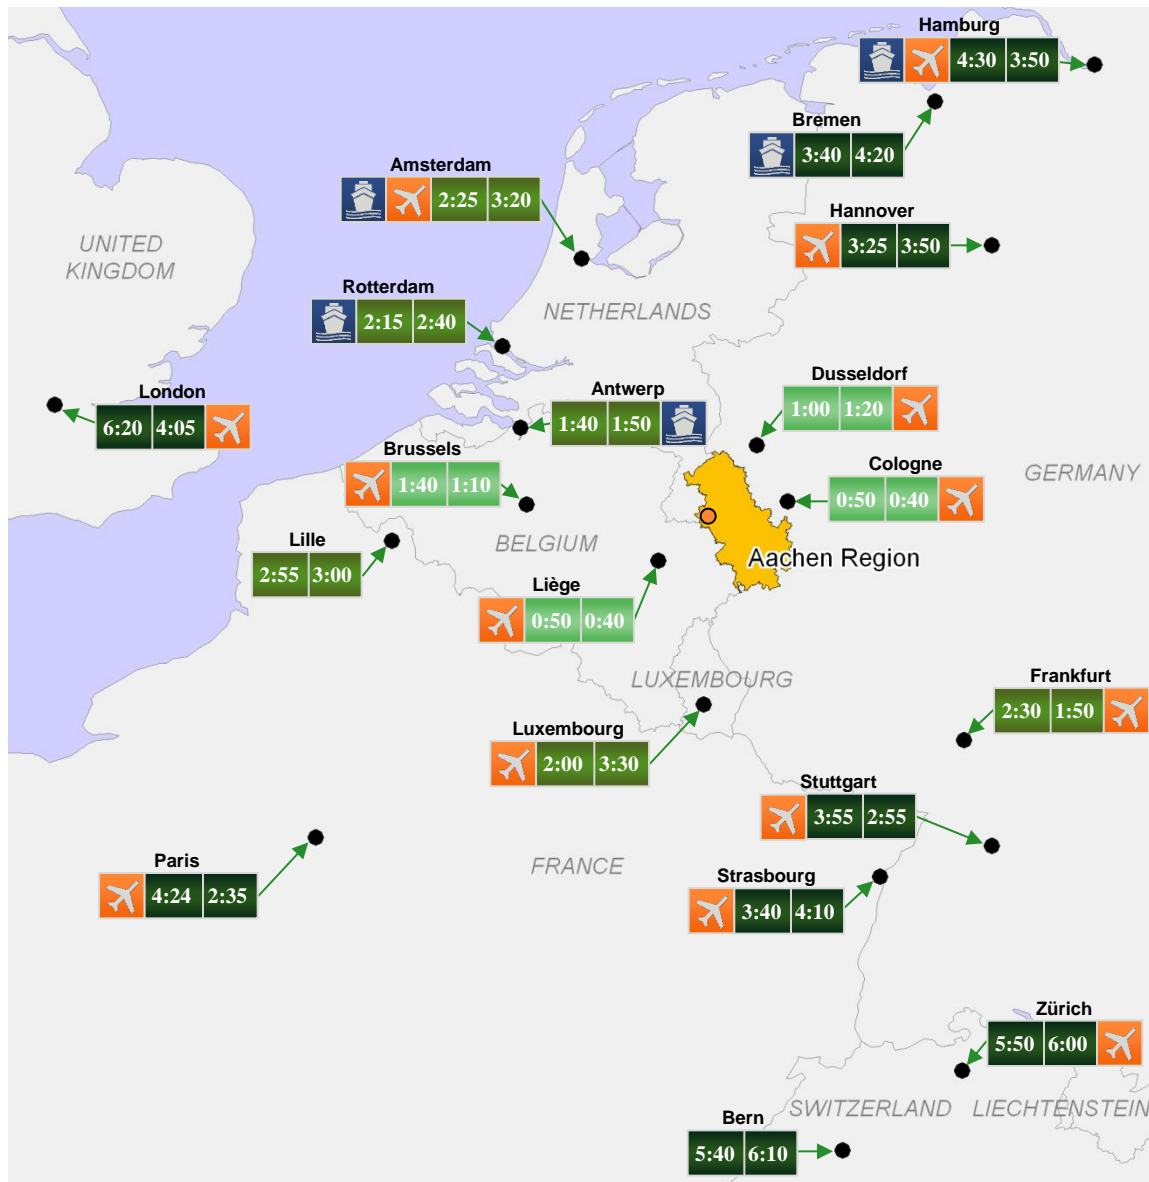 Hamburg
4:30 3:50
Bremen
3:40 4:20
Amsterdam
2:25 3:20
Hannover
3:25 3:50
UNITED
KINGDOM
Rotterdam
2:15 2:40
NETHERLANDS
London
6:20 4:05
Antwerp
1:40 1:50
Dusseldorf
1:00 1:20
Brussels
1:40 1:10
Cologne
0:50 0:40
GERMANY
Lille
2:55 3:00
BELGIUM
Aachen Region
Liège
0:50 0:40
LUXEMBOURG
Frankfurt
2:30 1:50
Luxembourg
2:00 3:30
Stuttgart
3:55 2:55
Paris
4:24 2:35
FRANCE
Strasbourg
3:40 4:10
Zürich
5:50 6:00
SWITZERLAND
LIECHTENSTEIN
Bern
5:40 6:10